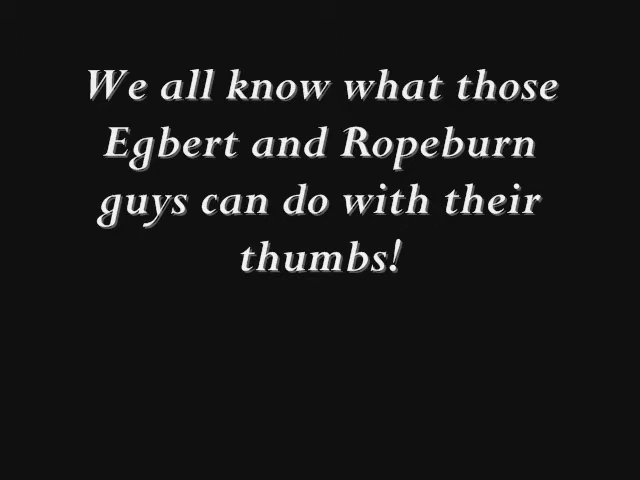 We all know what those
Egbert and Ropeburn
guys can do with their
thumbs!